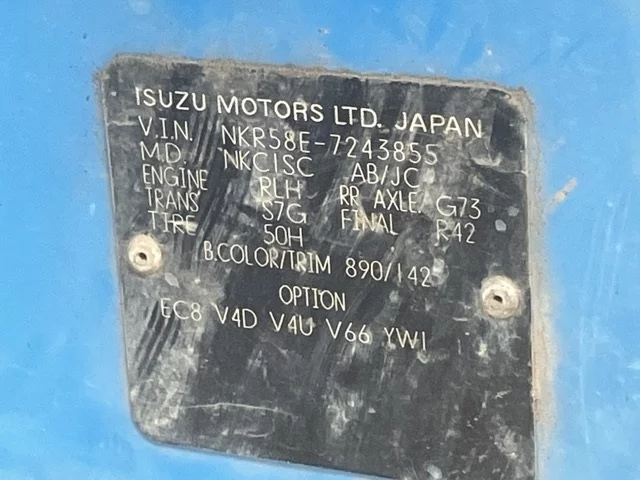 ISUZU MOTORS LTD. JAPAN
V.I.N. NKR58E-7243855
M.D. NKC1SC AB/JC
ENGINE RLH RR AXLE G73
TRANS S7G FINAL R42
TIRE 50H
B.COLOR/TRIM 890/142
OPTION
EC8 V4D V4U V66 YW1